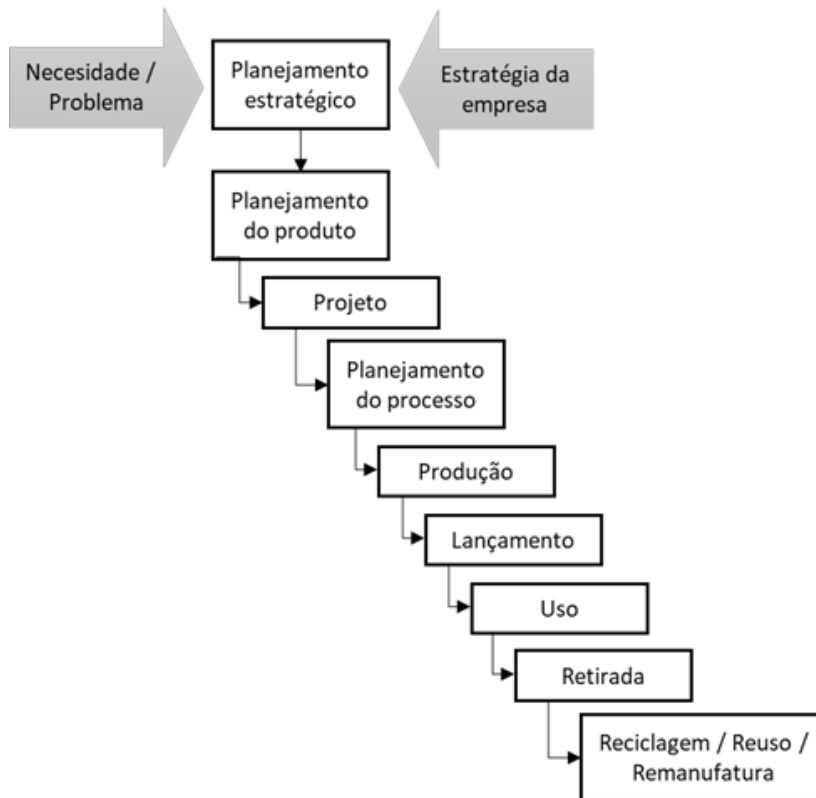 Necesidade /
Problema
Planejamento
estratégico
Estratégia da
empresa
Planejamento
do produto
Projeto
Planejamento
do processo
Produção
Lançamento
Uso
Retirada
Reciclagem / Reuso /
Remanufatura